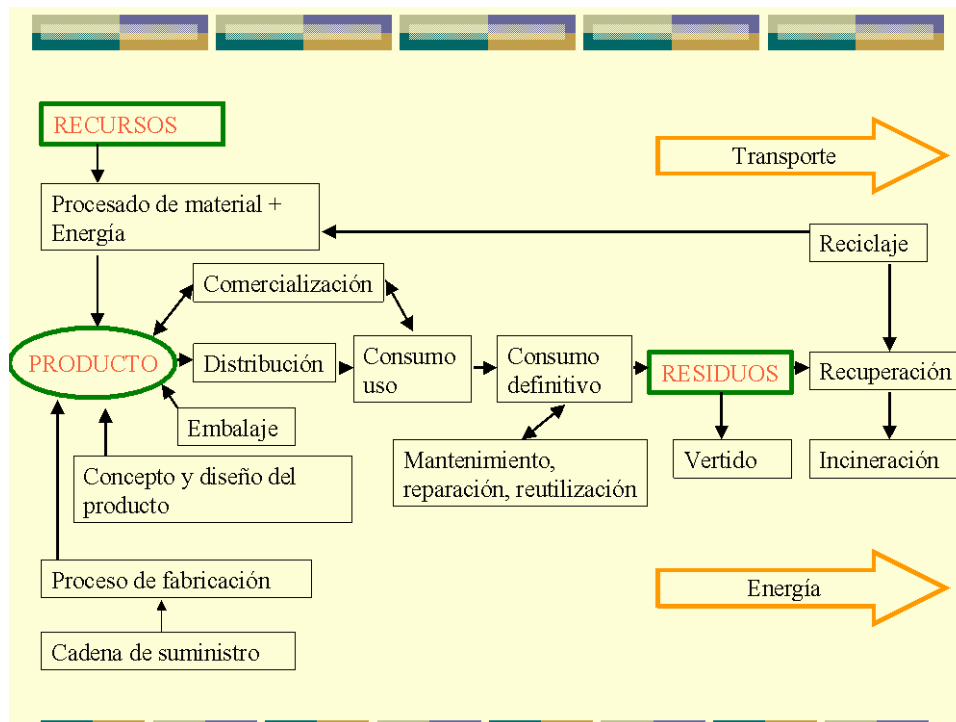 RECURSOS
Transporte
Procesado de material +
Energía
Reciclaje
Comercialización
PRODUCTO
Distribución
Consumo
uso
Consumo
definitivo
RESIDUOS
Recuperación
Embalaje
Concepto y diseño del
producto
Mantenimiento,
reparación, reutilización
Vertido
Incineración
Proceso de fabricación
Energía
Cadena de suministro